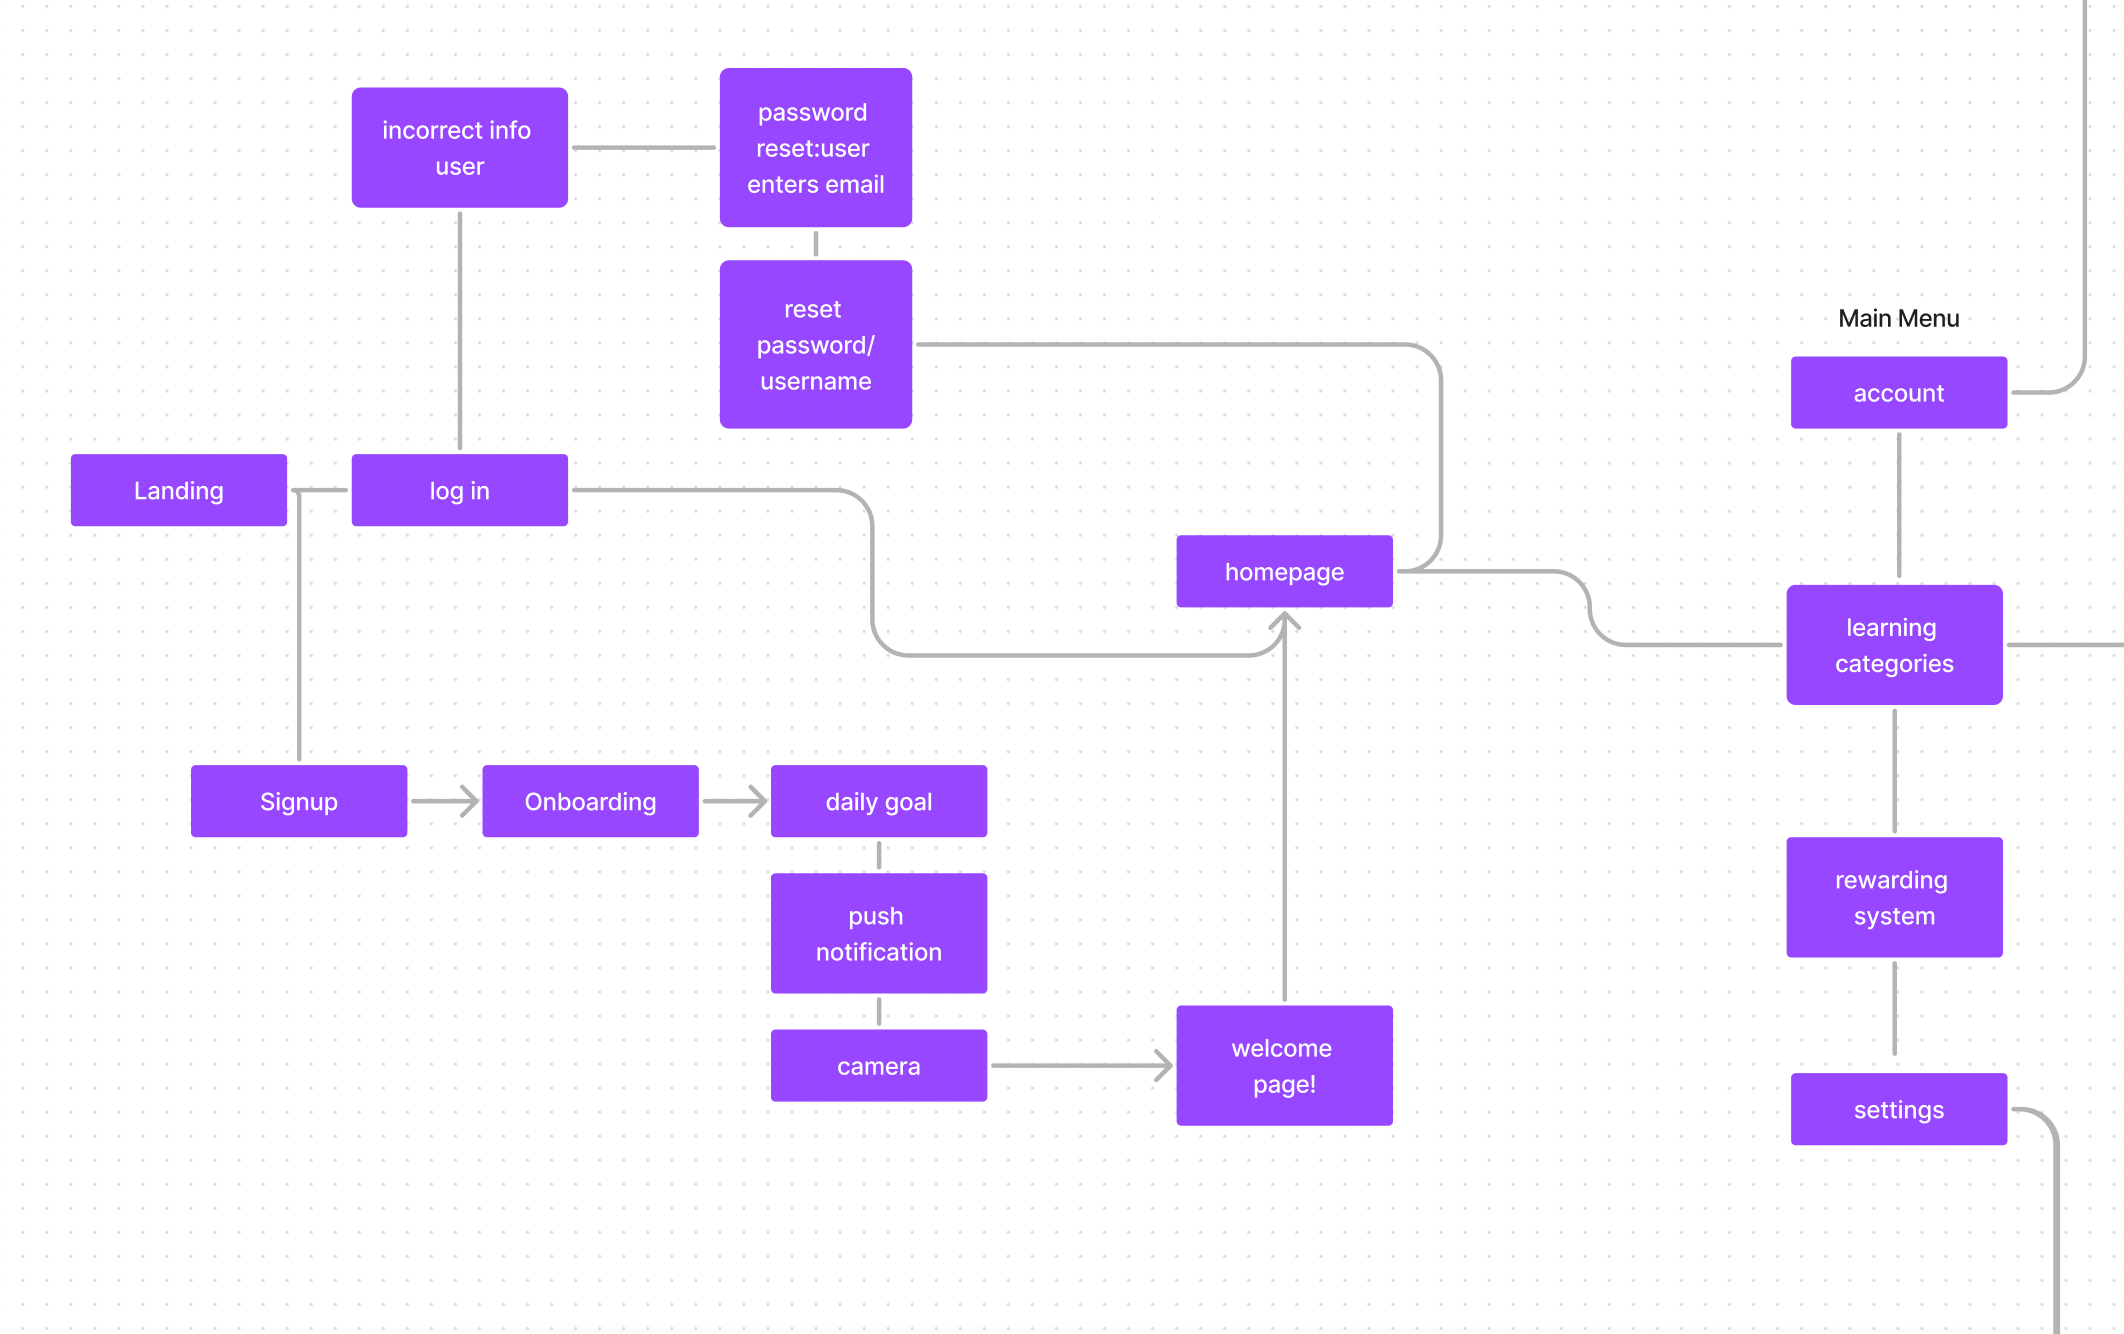 incorrect info
user
password
reset:user
enters email
reset
password/
username
Landing
log in
Signup
Onboarding
daily goal
push
notification
camera
welcome
page!
homepage
Main Menu
account
learning
categories
rewarding
system
settings